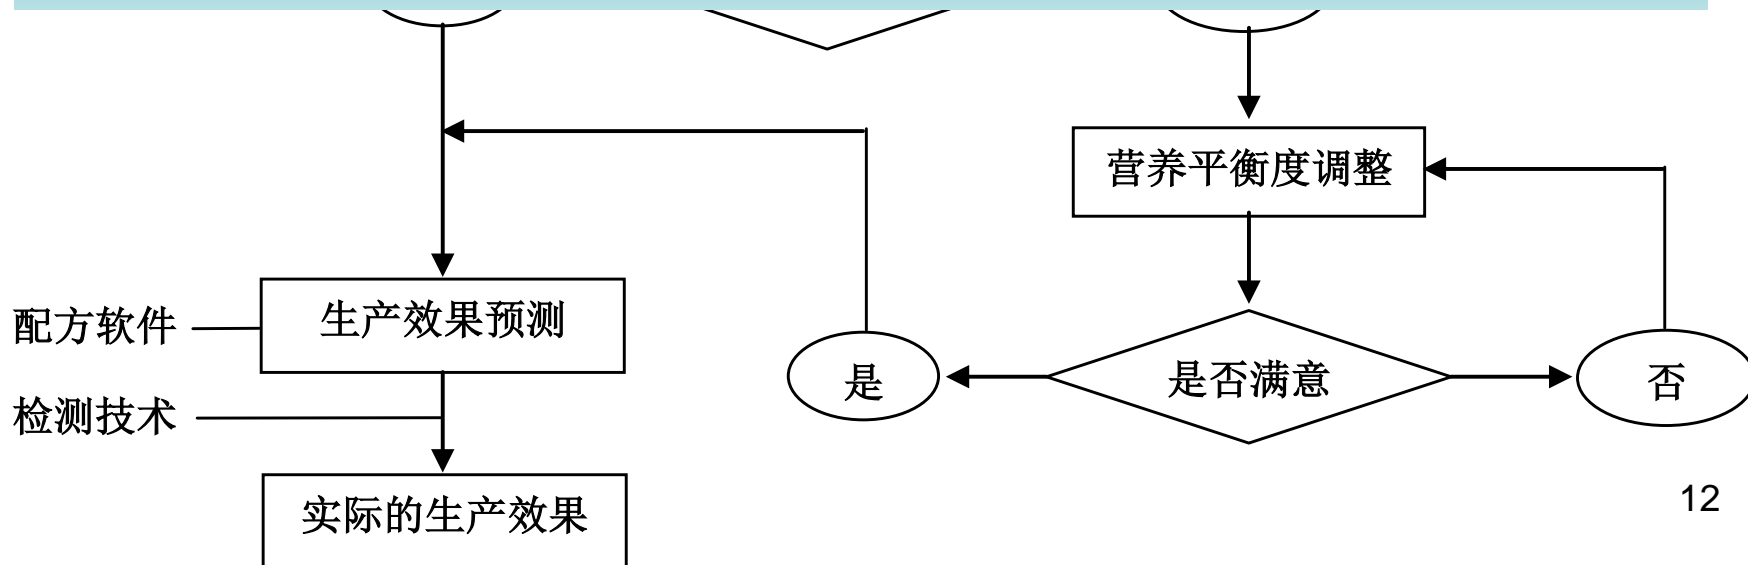 营养平衡度调整
配方软件
生产效果预测
是
是否满意
否
检测技术
实际的生产效果
12